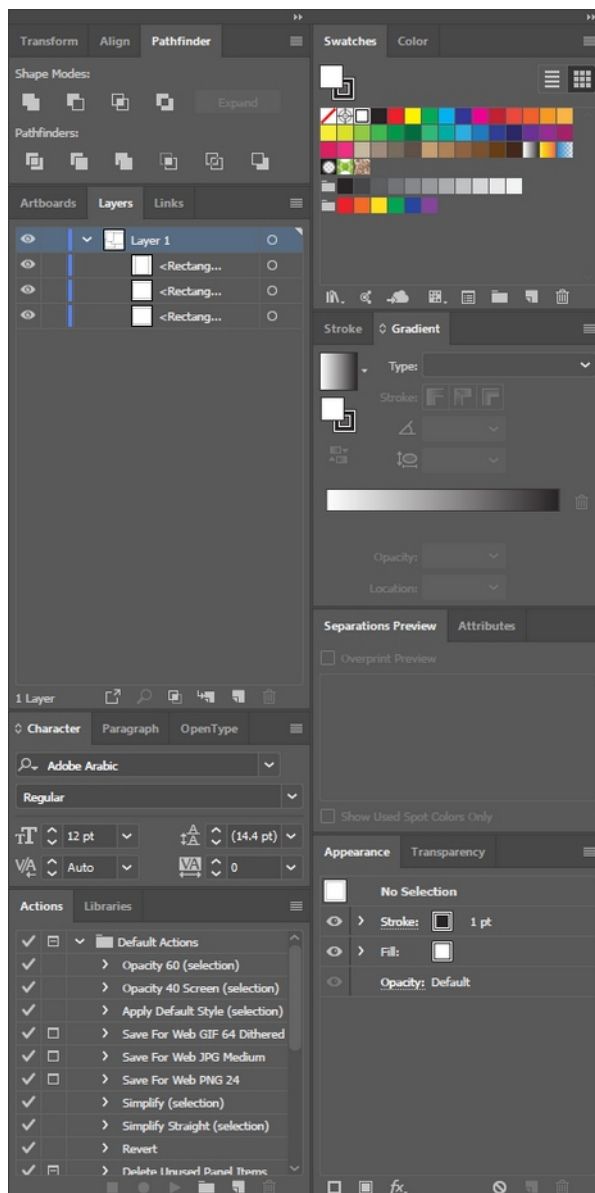 Transform Align Pathfinder
Shape Modes:
Expand
Pathfinders:
Artboards Layers Links
Layer 1
<Rectang...
<Rectang...
<Rectang...
1 Layer
Character Paragraph OpenType
Adobe Arabic
Regular
12 pt (14.4 pt)
Auto 0
Actions Libraries
Default Actions
Opacity 60 (selection)
Opacity 40 Screen (selection)
Apply Default Style (selection)
Save For Web GIF 64 Dithered
Save For Web JPG Medium
Save For Web PNG 24
Simplify (selection)
Simplify Straight (selection)
Revert
Delete Unused Panel Items
Swatches Color
Stroke Gradient
Type:
Stroke:
Opacity:
Location:
Separations Preview Attributes
Overprint Preview
Show Used Spot Colors Only
Appearance Transparency
No Selection
Stroke: 1 pt
Fill:
Opacity: Default
fx.